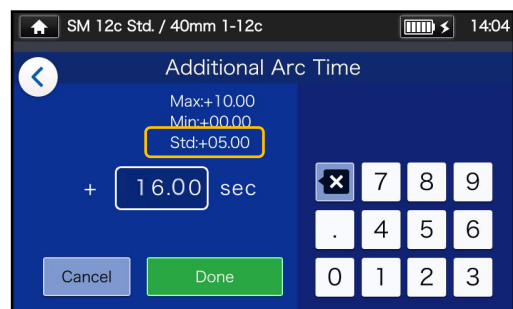 SM 12c Std. / 40mm 1-12c 14:04
Additional Arc Time
Max:+10.00
Min:+00.00
Std:+05.00
+ 16.00 sec
7 8 9
. 4 5 6
0 1 2 3
Cancel Done